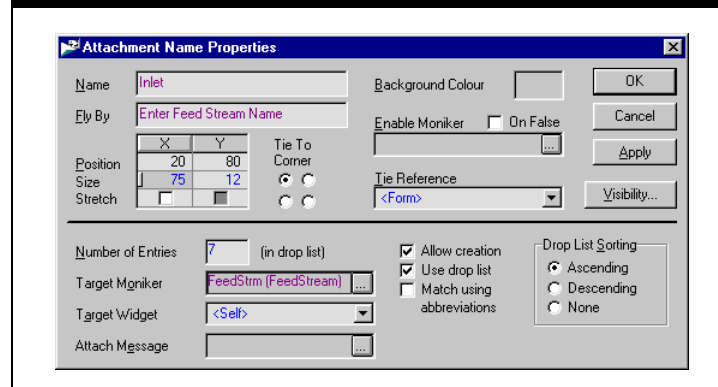 Attachment Name Properties
Name Inlet Background Colour OK
Fly By Enter Feed Stream Name Enable Moniker On False Cancel
X Y Tie To
Position 20 80 Corner ... Apply
Size 75 12 Tie Reference
Stretch <Form> Visibility...
Number of Entries 7 (in drop list) Allow creation Drop List Sorting
Target Moniker FeedStrm (FeedStream) ... Use drop list Ascending
Match using Descending
Target Widget <Self> abbreviations None
Attach Message ...